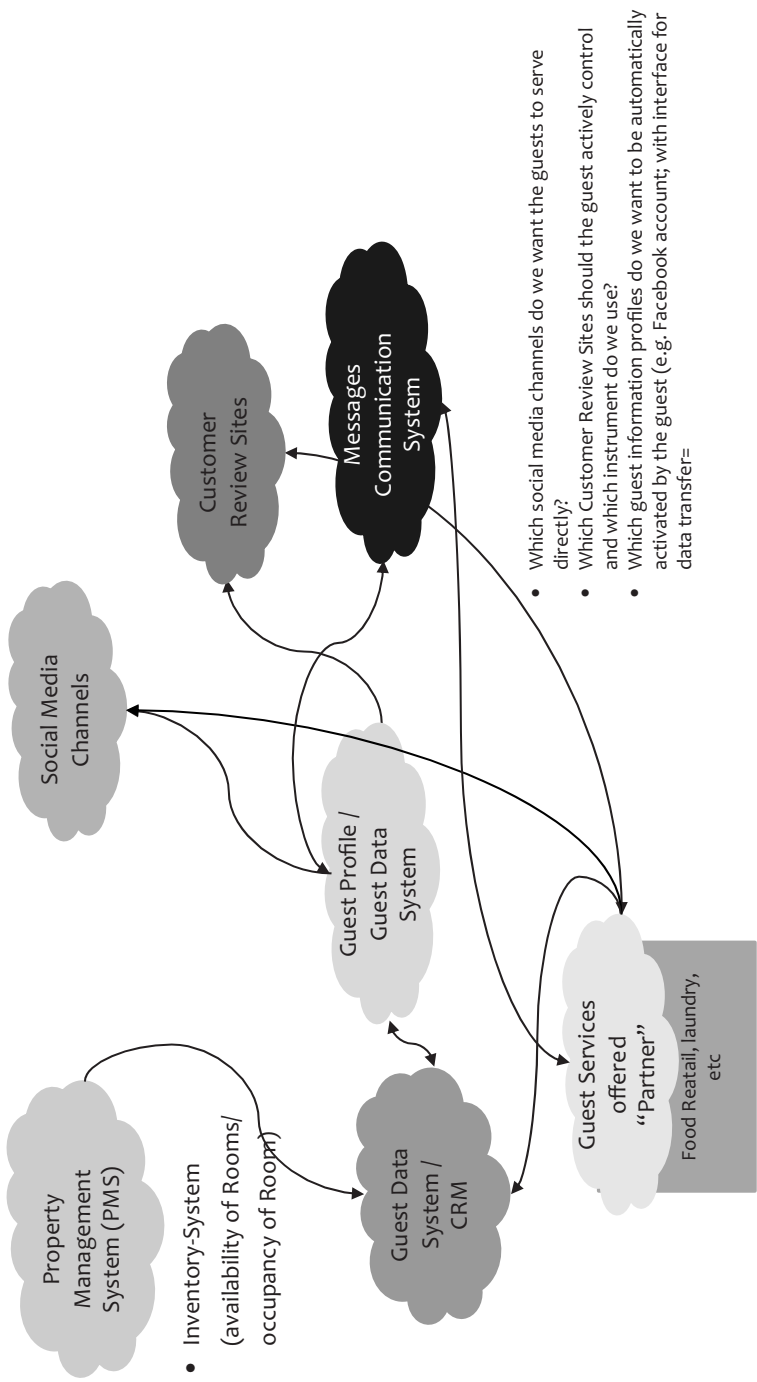 Property
Management
System (PMS)
• Inventory-System
(availability of Rooms/
occupancy of Room)
Social Media
Channels
Customer
Review Sites
Guest Profile /
Guest Data
System
Messages
Communication
System
Guest Data
System /
CRM
Guest Services
offered
“Partner”
Food Reatail, laundry,
etc
• Which social media channels do we want the guests to serve
directly?
• Which Customer Review Sites should the guest actively control
and which instrument do we use?
• Which guest information profiles do we want to be automatically
activated by the guest (e.g. Facebook account; with interface for
data transfer=